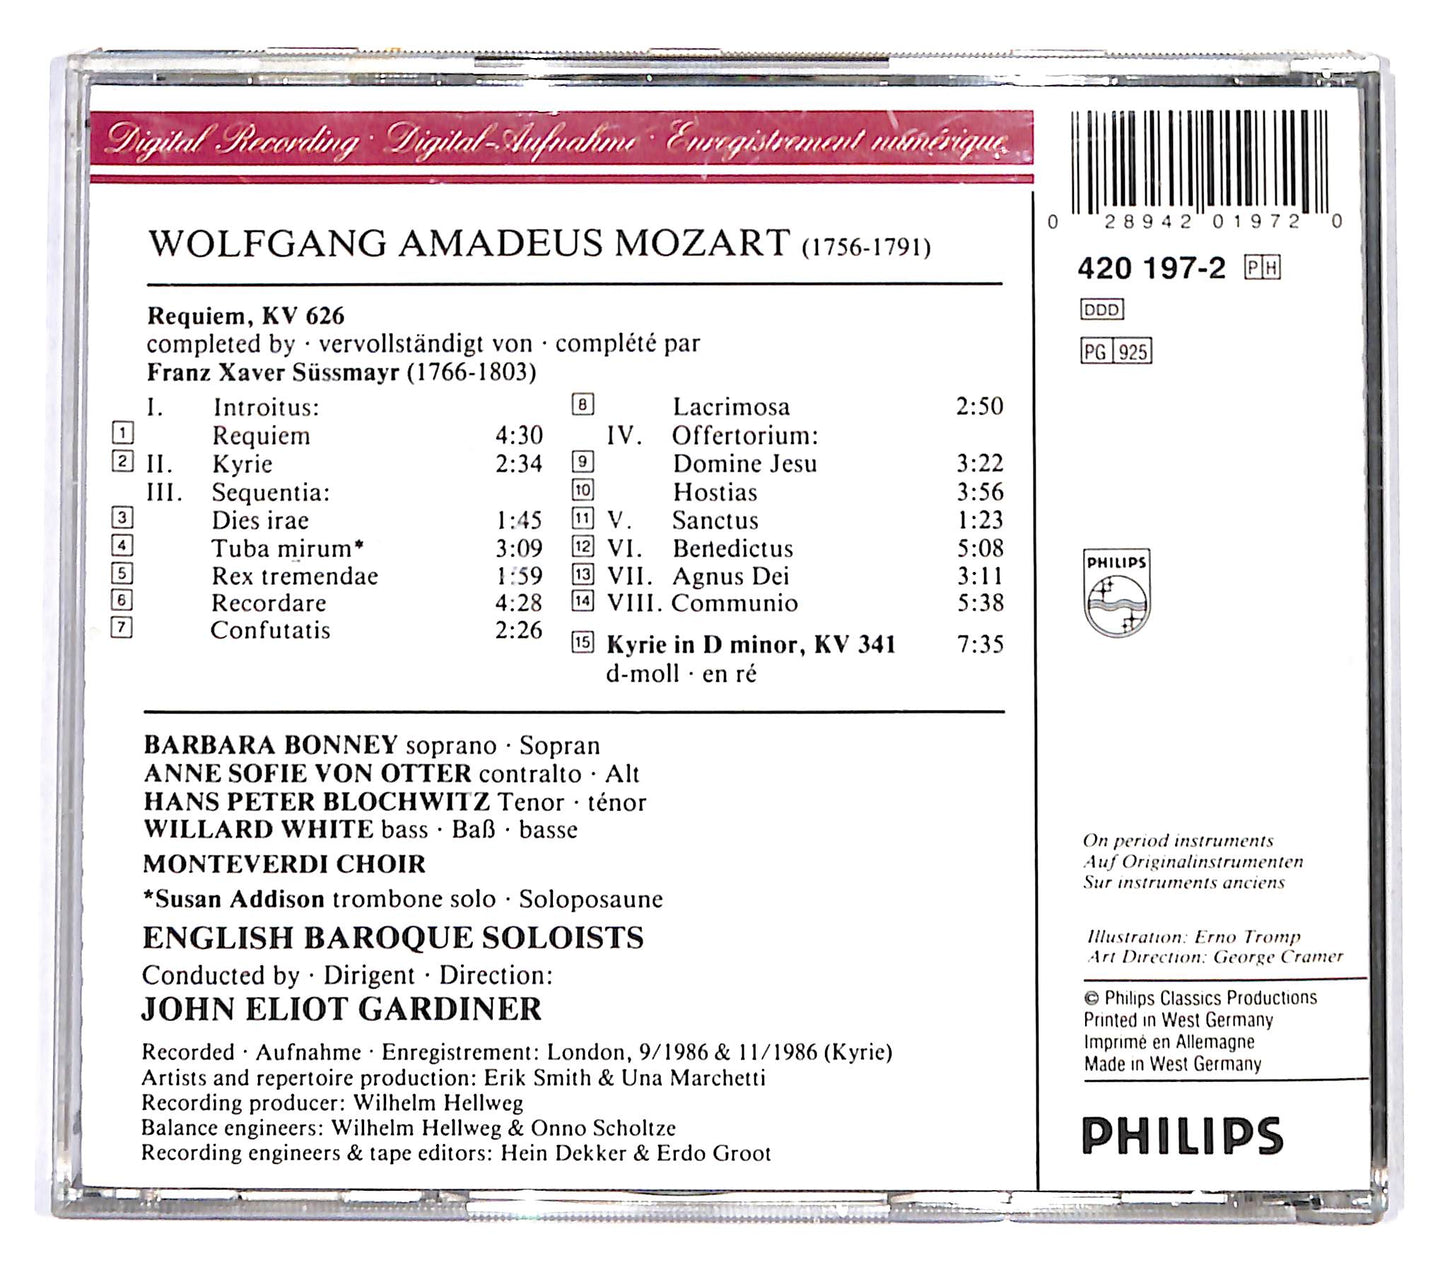 Digital Recording · Digital-Aufnahme · Enregistrement numérique
WOLFGANG AMADEUS MOZART (1756-1791)
Requiem, KV 626
completed by · vervollständigt von · complété par
Franz Xaver Süssmayr (1766-1803)
I. Introitus:
1 Requiem 4:30
2 II. Kyrie 2:34
III. Sequentia:
3 Dies irae 1:45
4 Tuba mirum* 3:09
5 Rex tremendae 1:59
6 Recordare 4:28
7 Confutatis 2:26
8 Lacrimosa 2:50
IV. Offertorium:
9 Domine Jesu 3:22
10 Hostias 3:56
11 V. Sanctus 1:23
12 VI. Benedictus 5:08
13 VII. Agnus Dei 3:11
14 VIII. Communio 5:38
15 Kyrie in D minor, KV 341 7:35
d-moll · en ré
BARBARA BONNEY soprano · Sopran
ANNE SOFIE VON OTTER contralto · Alt
HANS PETER BLOCHWITZ Tenor · ténor
WILLARD WHITE bass · Baß · basse
MONTEVERDI CHOIR
*Susan Addison trombone solo · Soloposaune
ENGLISH BAROQUE SOLOISTS
Conducted by · Dirigent · Direction:
JOHN ELIOT GARDINER
Recorded · Aufnahme · Enregistrement: London, 9/1986 & 11/1986 (Kyrie)
Artists and repertoire production: Erik Smith & Una Marchetti
Recording producer: Wilhelm Hellweg
Balance engineers: Wilhelm Hellweg & Onno Scholtze
Recording engineers & tape editors: Hein Dekker & Erdo Groot
0 28942 01972 0
420 197-2 PH
DDD
PG 925
PHILIPS
On period instruments
Auf Originalinstrumenten
Sur instruments anciens
Illustration: Erno Tromp
Art Direction: George Cramer
© Philips Classics Productions
Printed in West Germany
Imprimé en Allemagne
Made in West Germany
PHILIPS